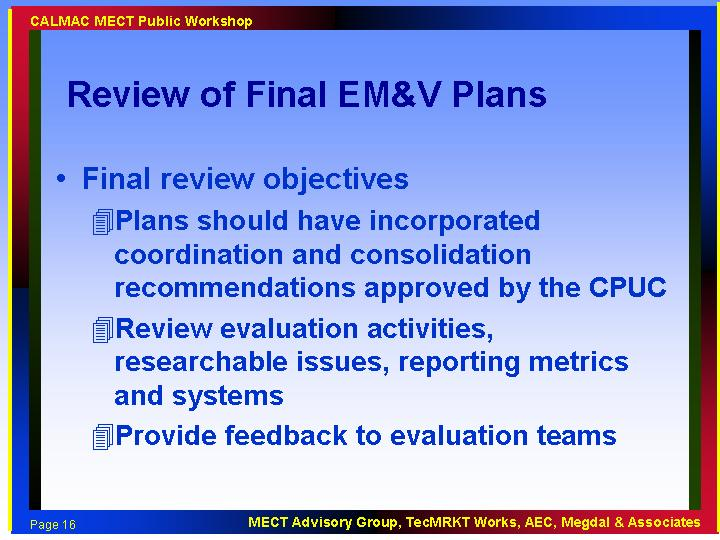 CALMAC MECT Public Workshop
Review of Final EM&V Plans
• Final review objectives
Plans should have incorporated
coordination and consolidation
recommendations approved by the CPUC
Review evaluation activities,
researchable issues, reporting metrics
and systems
Provide feedback to evaluation teams
Page 16
MECT Advisory Group, TecMRKT Works, AEC, Megdal & Associates